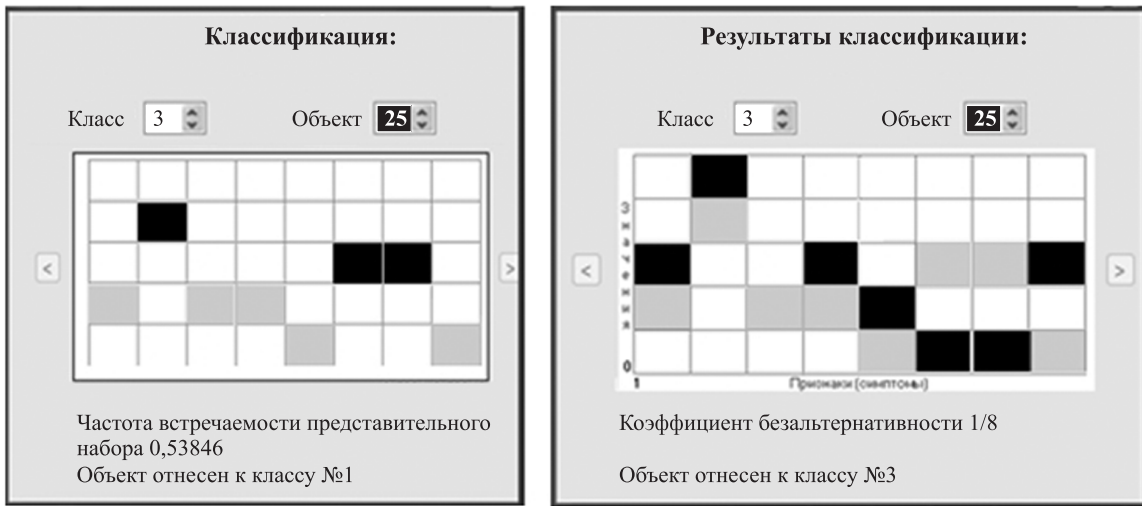 Классификация:
Класс 3 Объект 25
<
>
Частота встречаемости представительного
набора 0,53846
Объект отнесен к классу №1
Результаты классификации:
Класс 3 Объект 25
Значения
<
>
0
1
Признаки (симптомы)
Коэффициент безальтернативности 1/8
Объект отнесен к классу №3